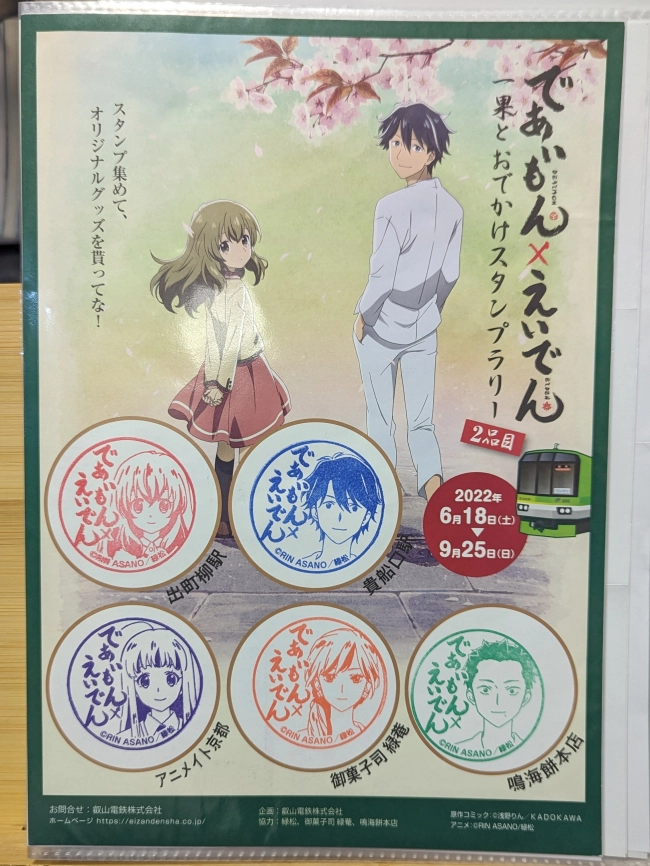 であいもん×えいでん
DEAIMON
EIDEN
一果とおでかけスタンプラリー
2品目
スタンプ集めて、
オリジナルグッズを貰ってな！
2022年
6月18日(土)
▼
9月25日(日)
であいもん×
えいでん
©RIN ASANO／緑松
出町柳駅
であいもん×
えいでん
©RIN ASANO／緑松
貴船口駅
であいもん×
えいでん
©RIN ASANO／緑松
アニメイト京都
であいもん×
えいでん
©RIN ASANO／緑松
御菓子司 緑菴
であいもん×
えいでん
©RIN ASANO／緑松
鳴海餅本店
お問合せ：叡山電鉄株式会社
ホームページ https://eizandensha.co.jp/
企画：叡山電鉄株式会社
協力：緑松、御菓子司 緑菴、鳴海餅本店
原作コミック：©浅野りん／KADOKAWA
アニメ：©RIN ASANO/緑松